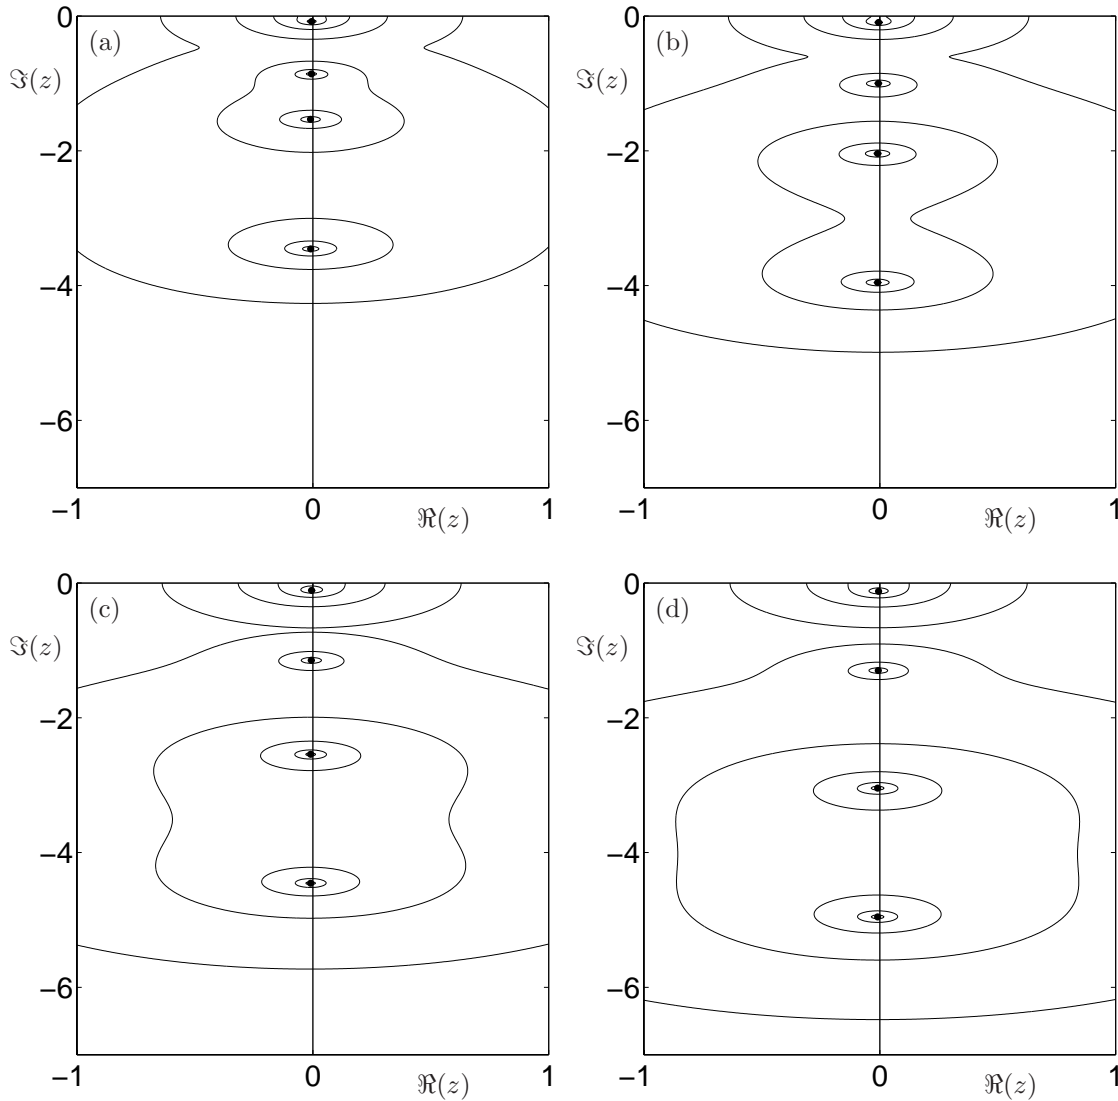 0 (a) 0 (b)
ℑ(z) ℑ(z)
−2 −2
−4 −4
−6 −6
−1 0 ℜ(z) 1 −1 0 ℜ(z) 1
0 (c) 0 (d)
ℑ(z) ℑ(z)
−2 −2
−4 −4
−6 −6
−1 0 ℜ(z) 1 −1 0 ℜ(z) 1